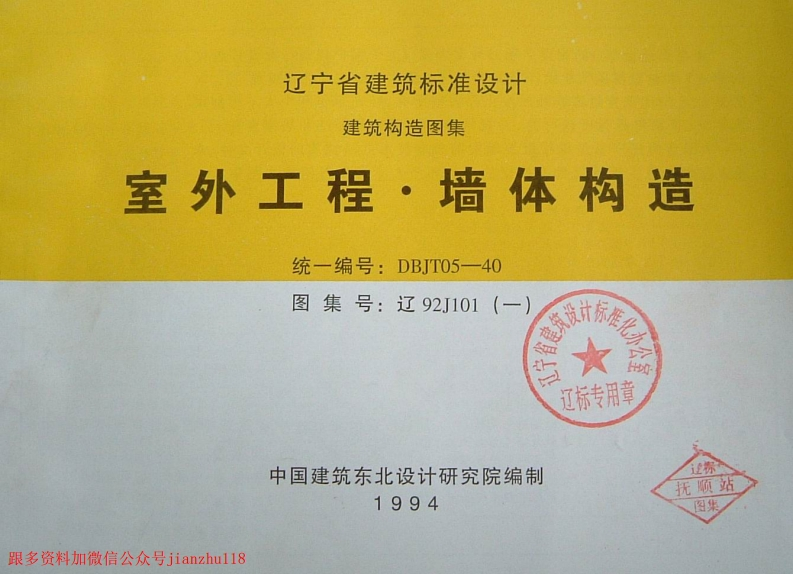 辽宁省建筑标准设计
建筑构造图集
室外工程·墙体构造
统一编号：DBJT05—40
图集号：辽92J101（一）
辽宁省建筑设计标准化办公室
辽标专用章
中国建筑东北设计研究院编制
1994
辽标
抚顺站
图集
跟多资料加微信公众号jianzhu118